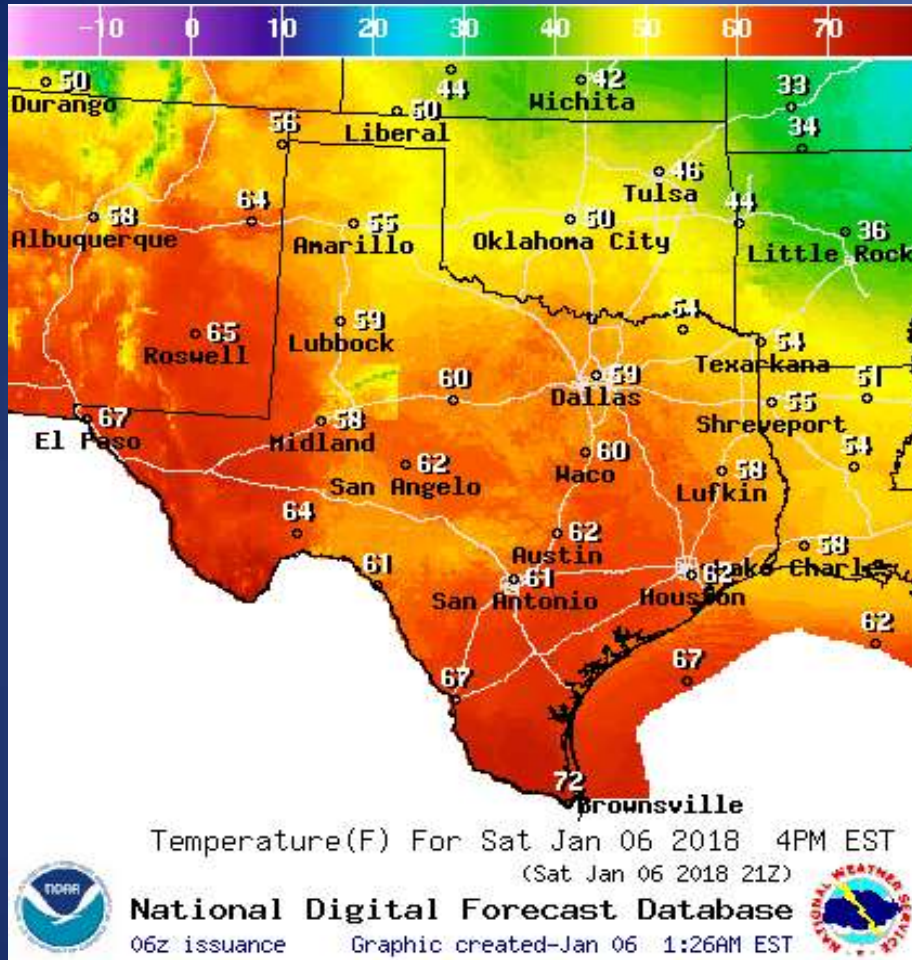 -10 0 10 20 30 40 50 60 70
50
Durango
44
42
Wichita
50
Liberal
33
34
56
46
Tulsa
64
58
Albuquerque
55
Amarillo
50
Oklahoma City
44
36
Little Rock
65
Roswell
59
Lubbock
54
54
Texarkana
59
Dallas
60
51
55
Shreveport
67
El Paso
58
Midland
62
San Angelo
60
Waco
58
Lufkin
54
64
62
Austin
58
Lake Charles
61
61
San Antonio
62
Houston
62
67
67
72
Brownsville
Temperature(F) For Sat Jan 06 2018 4PM EST
(Sat Jan 06 2018 21Z)
NOAA
National Digital Forecast Database
06z issuance Graphic created-Jan 06 1:26AM EST
NATIONAL WEATHER SERVICE